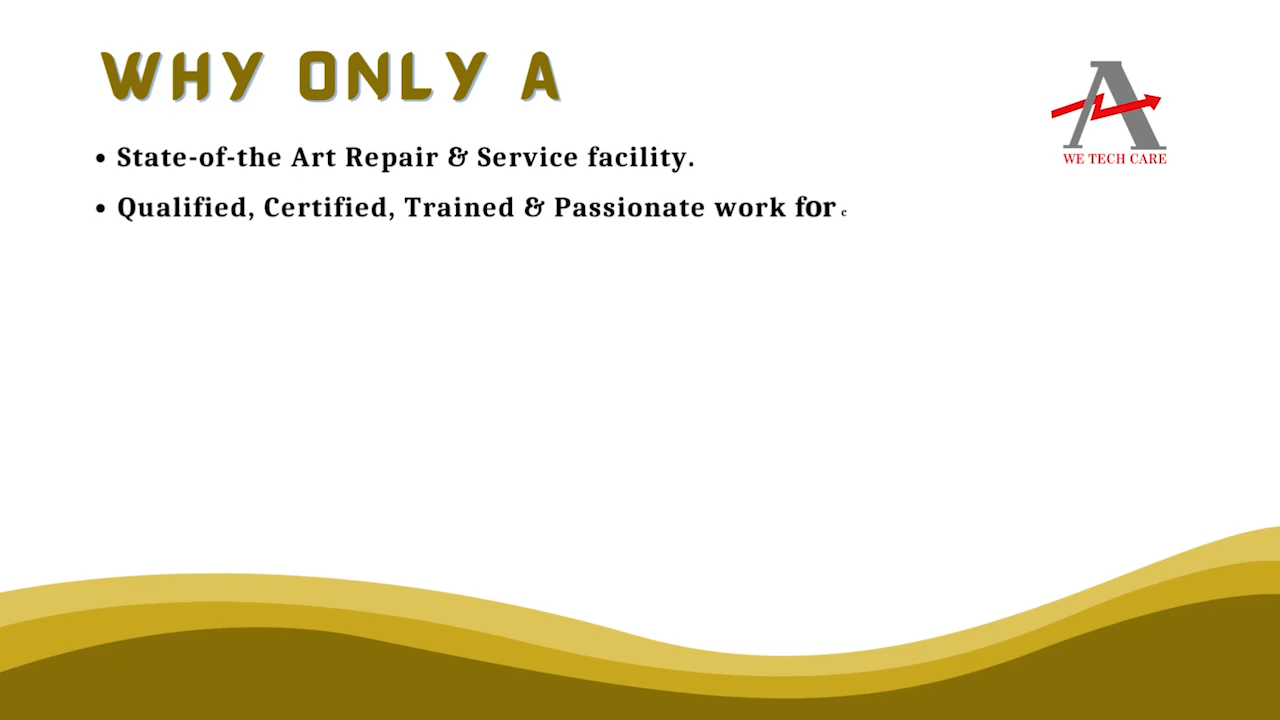 WHY ONLY A
• State-of-the Art Repair & Service facility.
• Qualified, Certified, Trained & Passionate work for c
A
WE TECH CARE